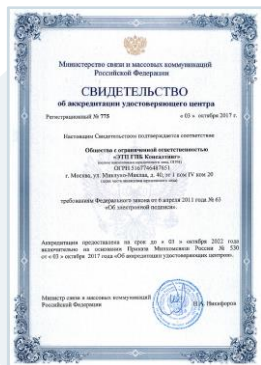 Министерство связи и массовых коммуникаций
Российской Федерации
СВИДЕТЕЛЬСТВО
об аккредитации удостоверяющего центра
Регистрационный № 775 « 03 » октября 2017 г.
Настоящим Свидетельством подтверждается соответствие
Общества с ограниченной ответственностью
«ЭТП ГПБ Консалтинг»
ОГРН 5167746487651
г. Москва, ул. Миклухо-Маклая, д. 40, эт 1 пом IV ком 20
требованиям Федерального закона от 6 апреля 2011 года № 63
«Об электронной подписи».
Аккредитация предоставлена на срок до « 03 » октября 2022 года
включительно на основании Приказа Минкомсвязи России № 530
от « 03 » октября 2017 года «Об аккредитации удостоверяющих центров».
Министр связи и массовых коммуникаций
Российской Федерации Н.А. Никифоров